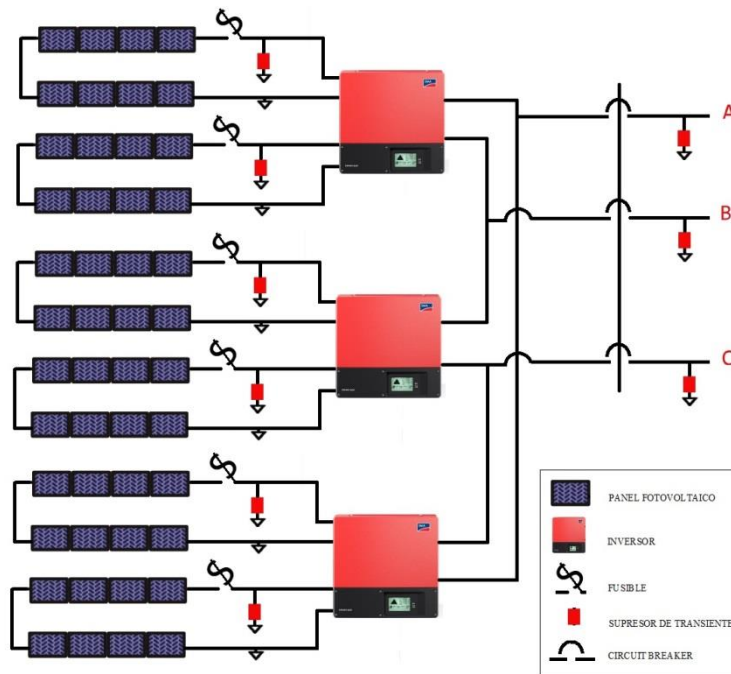 A
B
C
PANEL FOTOVOLTAICO
INVERSOR
FUSIBLE
SUPRESOR DE TRANSIENTE
CIRCUIT BREAKER